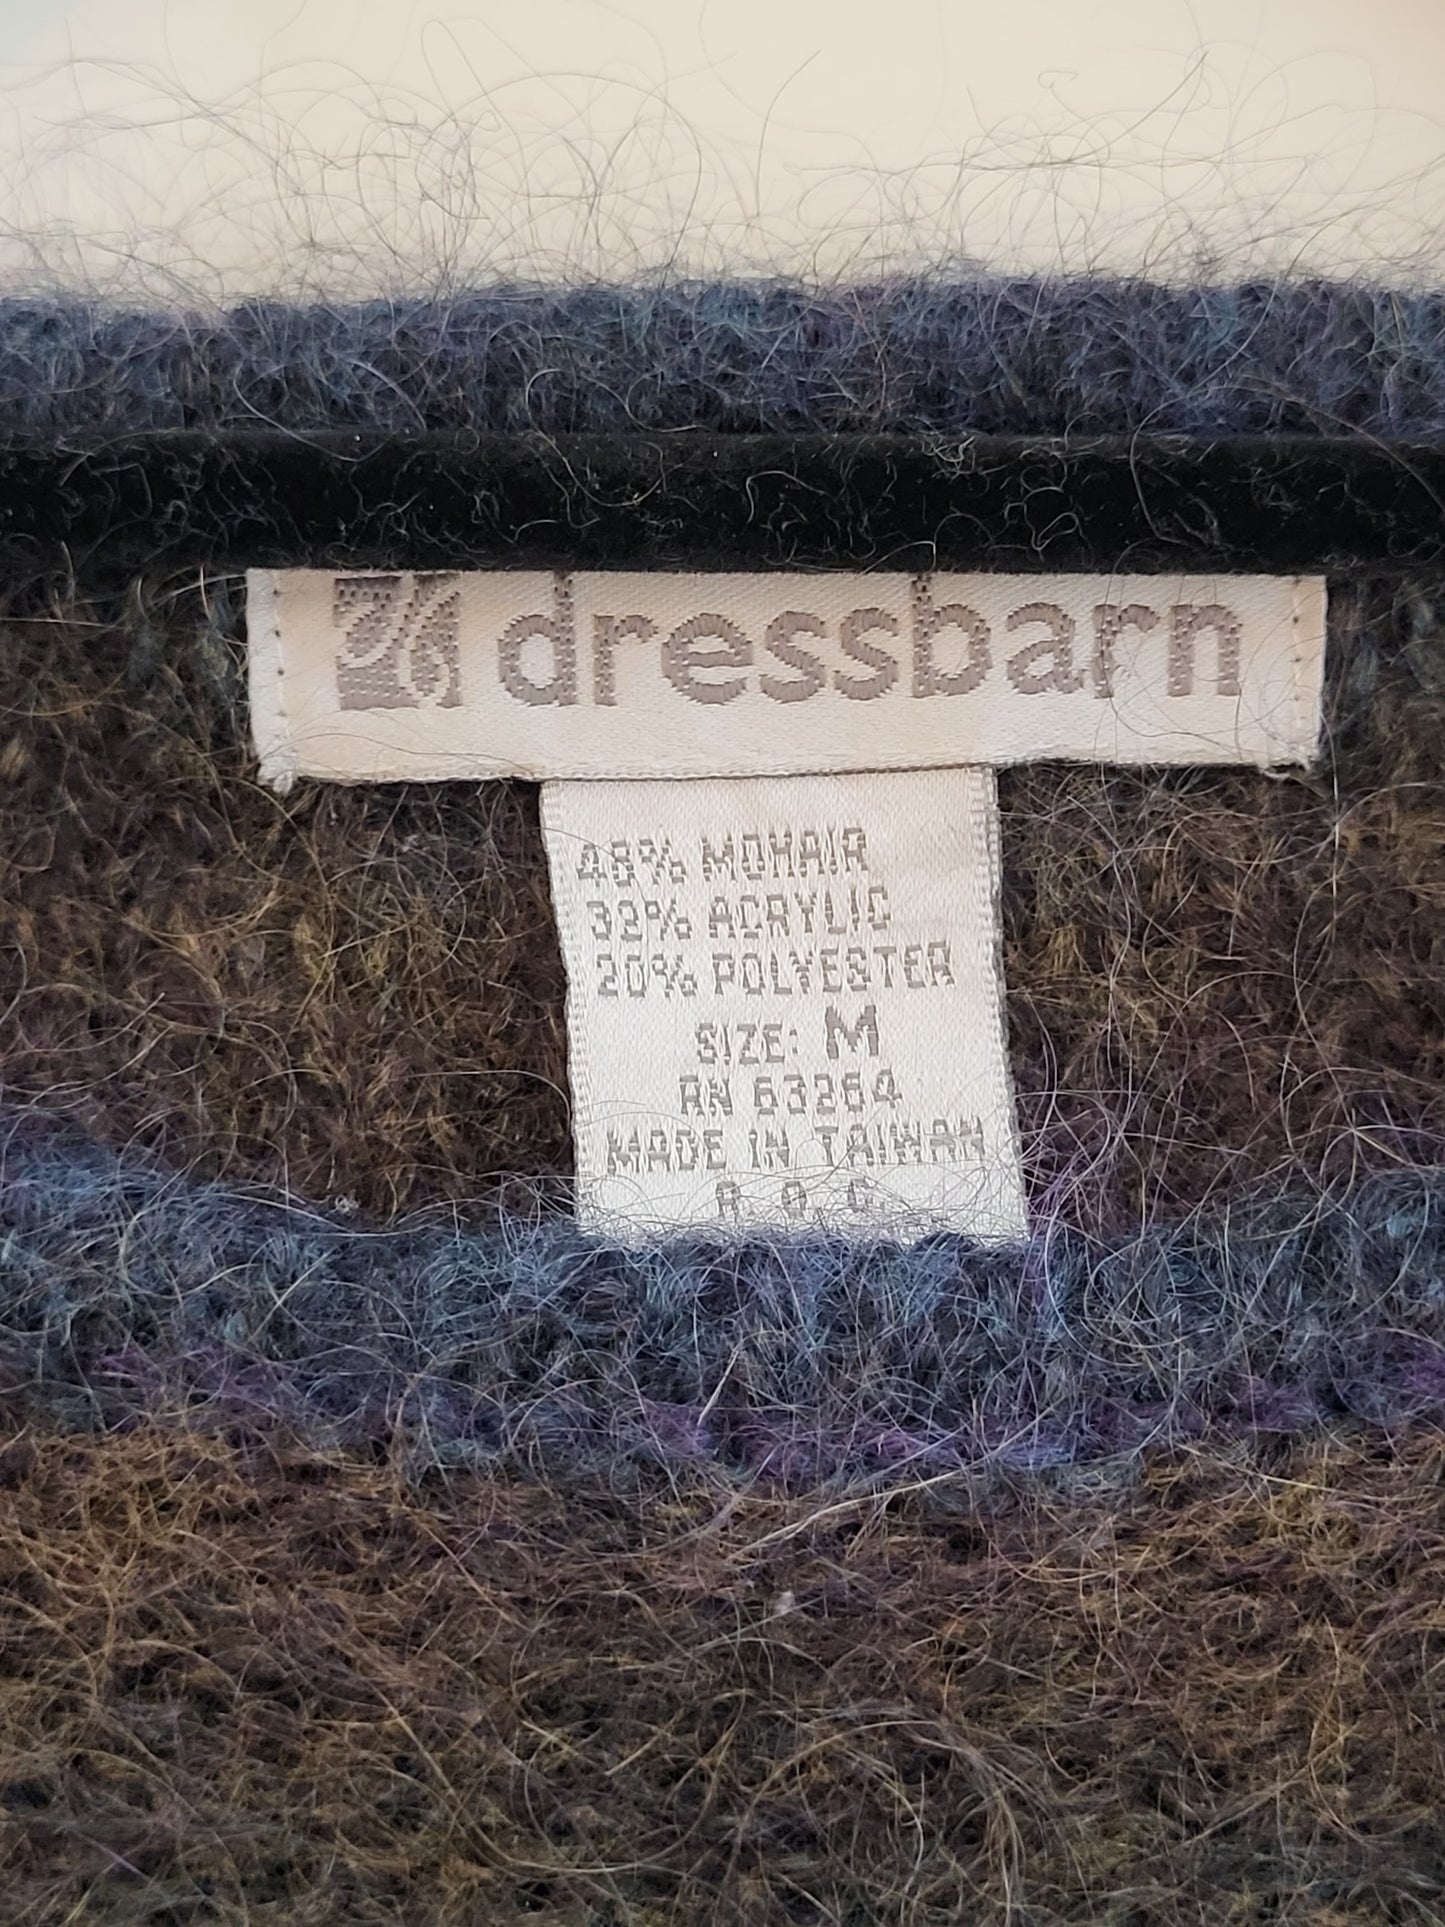 dressbarn
48% MOHAIR
32% ACRYLIC
20% POLYESTER
SIZE: M
RN 63264
MADE IN TAIWAN
R. O. C.